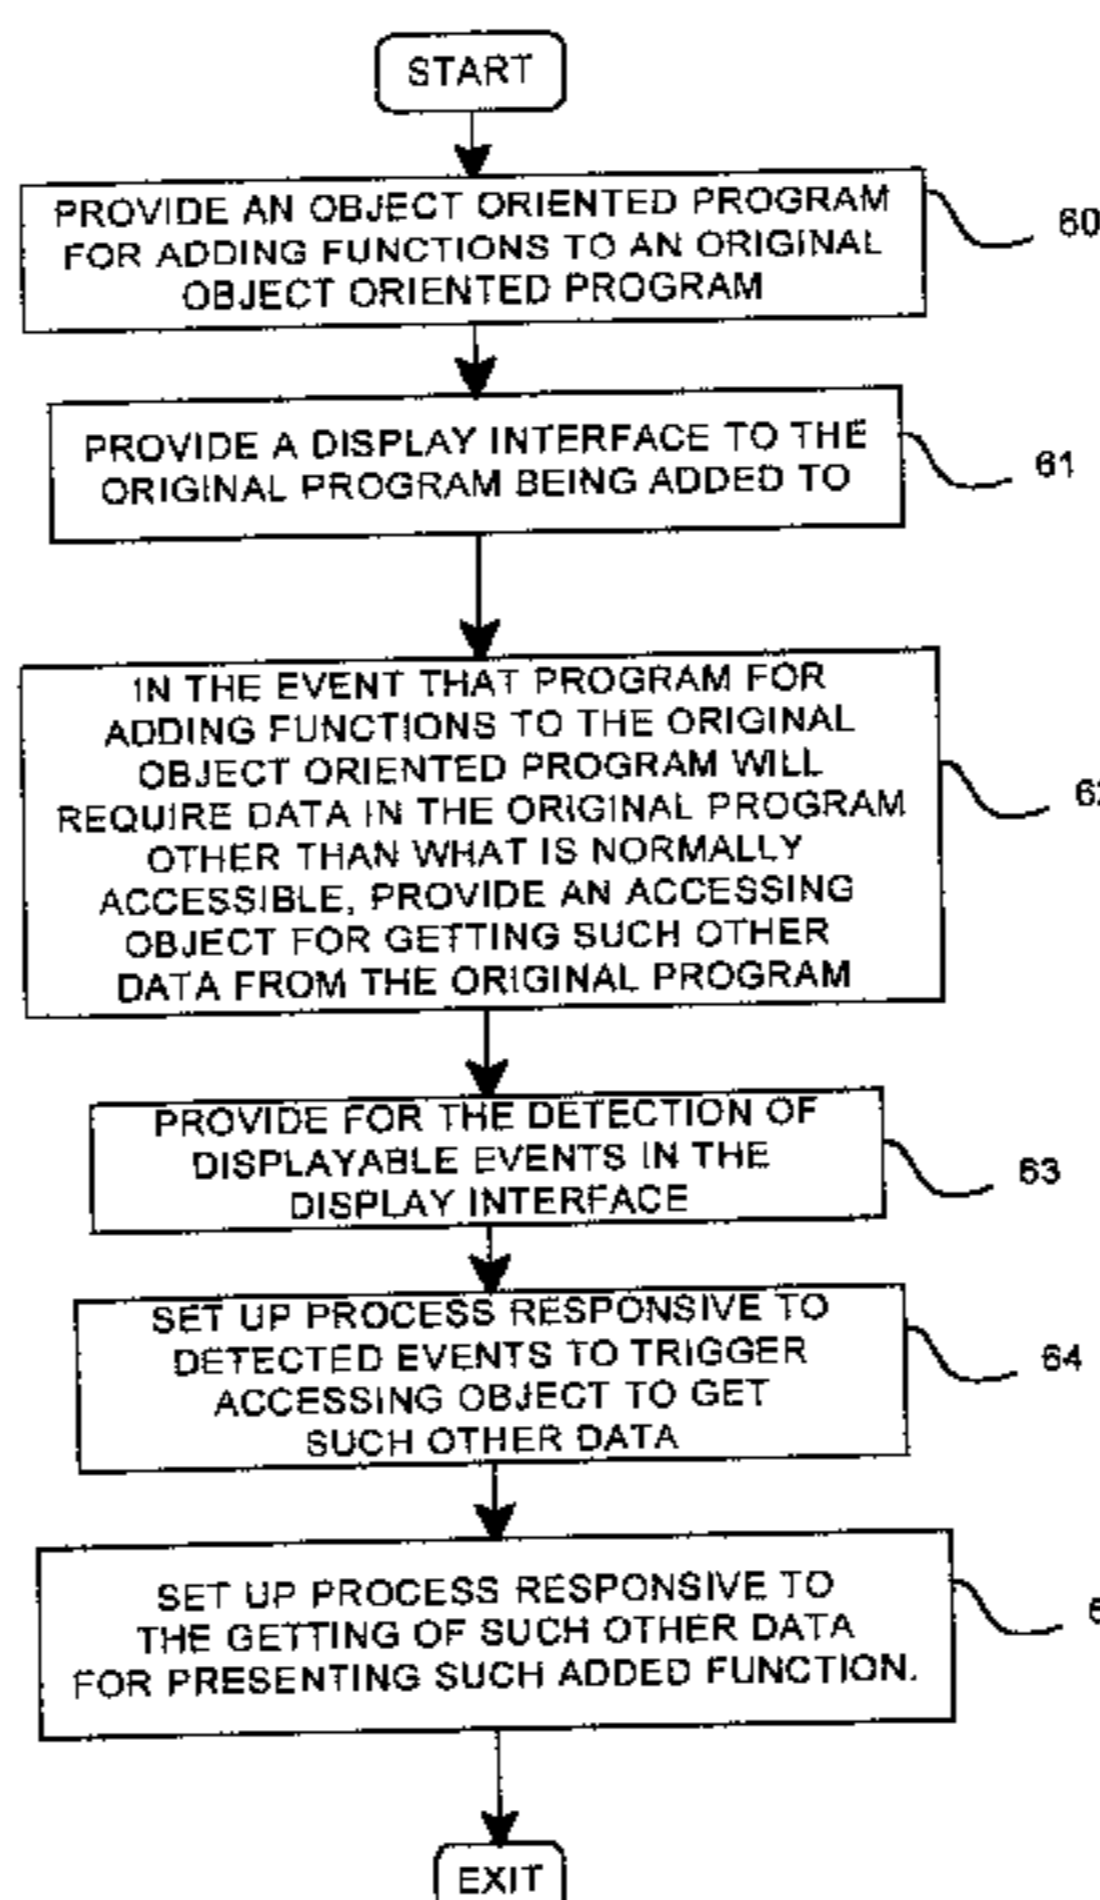 START
PROVIDE AN OBJECT ORIENTED PROGRAM
FOR ADDING FUNCTIONS TO AN ORIGINAL
OBJECT ORIENTED PROGRAM
60
PROVIDE A DISPLAY INTERFACE TO THE
ORIGINAL PROGRAM BEING ADDED TO
61
IN THE EVENT THAT PROGRAM FOR
ADDING FUNCTIONS TO THE ORIGINAL
OBJECT ORIENTED PROGRAM WILL
REQUIRE DATA IN THE ORIGINAL PROGRAM
OTHER THAN WHAT IS NORMALLY
ACCESSIBLE, PROVIDE AN ACCESSING
OBJECT FOR GETTING SUCH OTHER
DATA FROM THE ORIGINAL PROGRAM
62
PROVIDE FOR THE DETECTION OF
DISPLAYABLE EVENTS IN THE
DISPLAY INTERFACE
63
SET UP PROCESS RESPONSIVE TO
DETECTED EVENTS TO TRIGGER
ACCESSING OBJECT TO GET
SUCH OTHER DATA
64
SET UP PROCESS RESPONSIVE TO
THE GETTING OF SUCH OTHER DATA
FOR PRESENTING SUCH ADDED FUNCTION.
EXIT